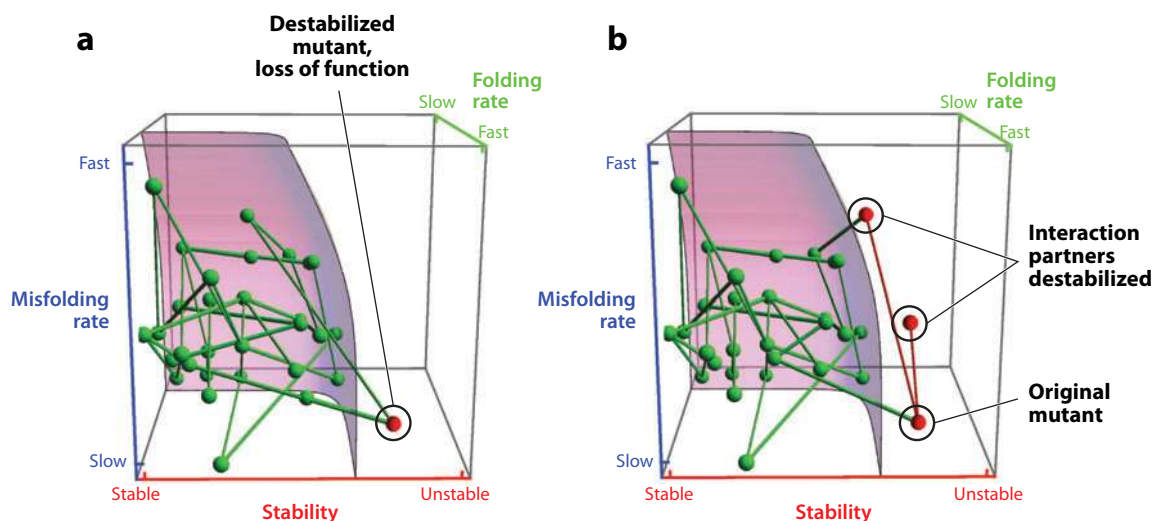 a
Destabilized
mutant,
loss of function
Folding
rate
Slow
Fast
Fast
Misfolding
rate
Slow
Stable
Unstable
Stability
b
Folding
rate
Slow
Fast
Fast
Interaction
partners
destabilized
Misfolding
rate
Original
mutant
Slow
Stable
Unstable
Stability